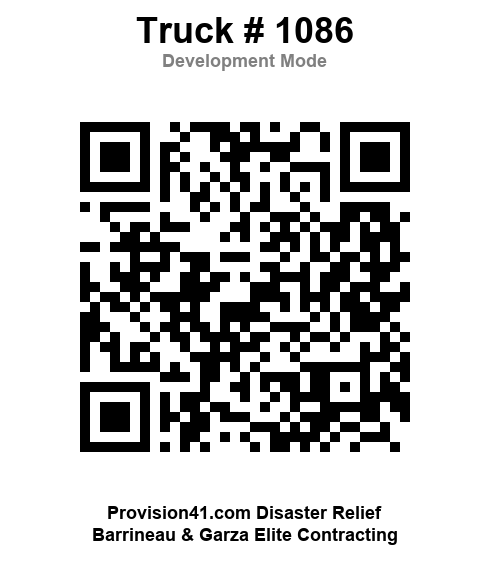 Truck # 1086
Development Mode
Provision41.com Disaster Relief
Barrineau & Garza Elite Contracting